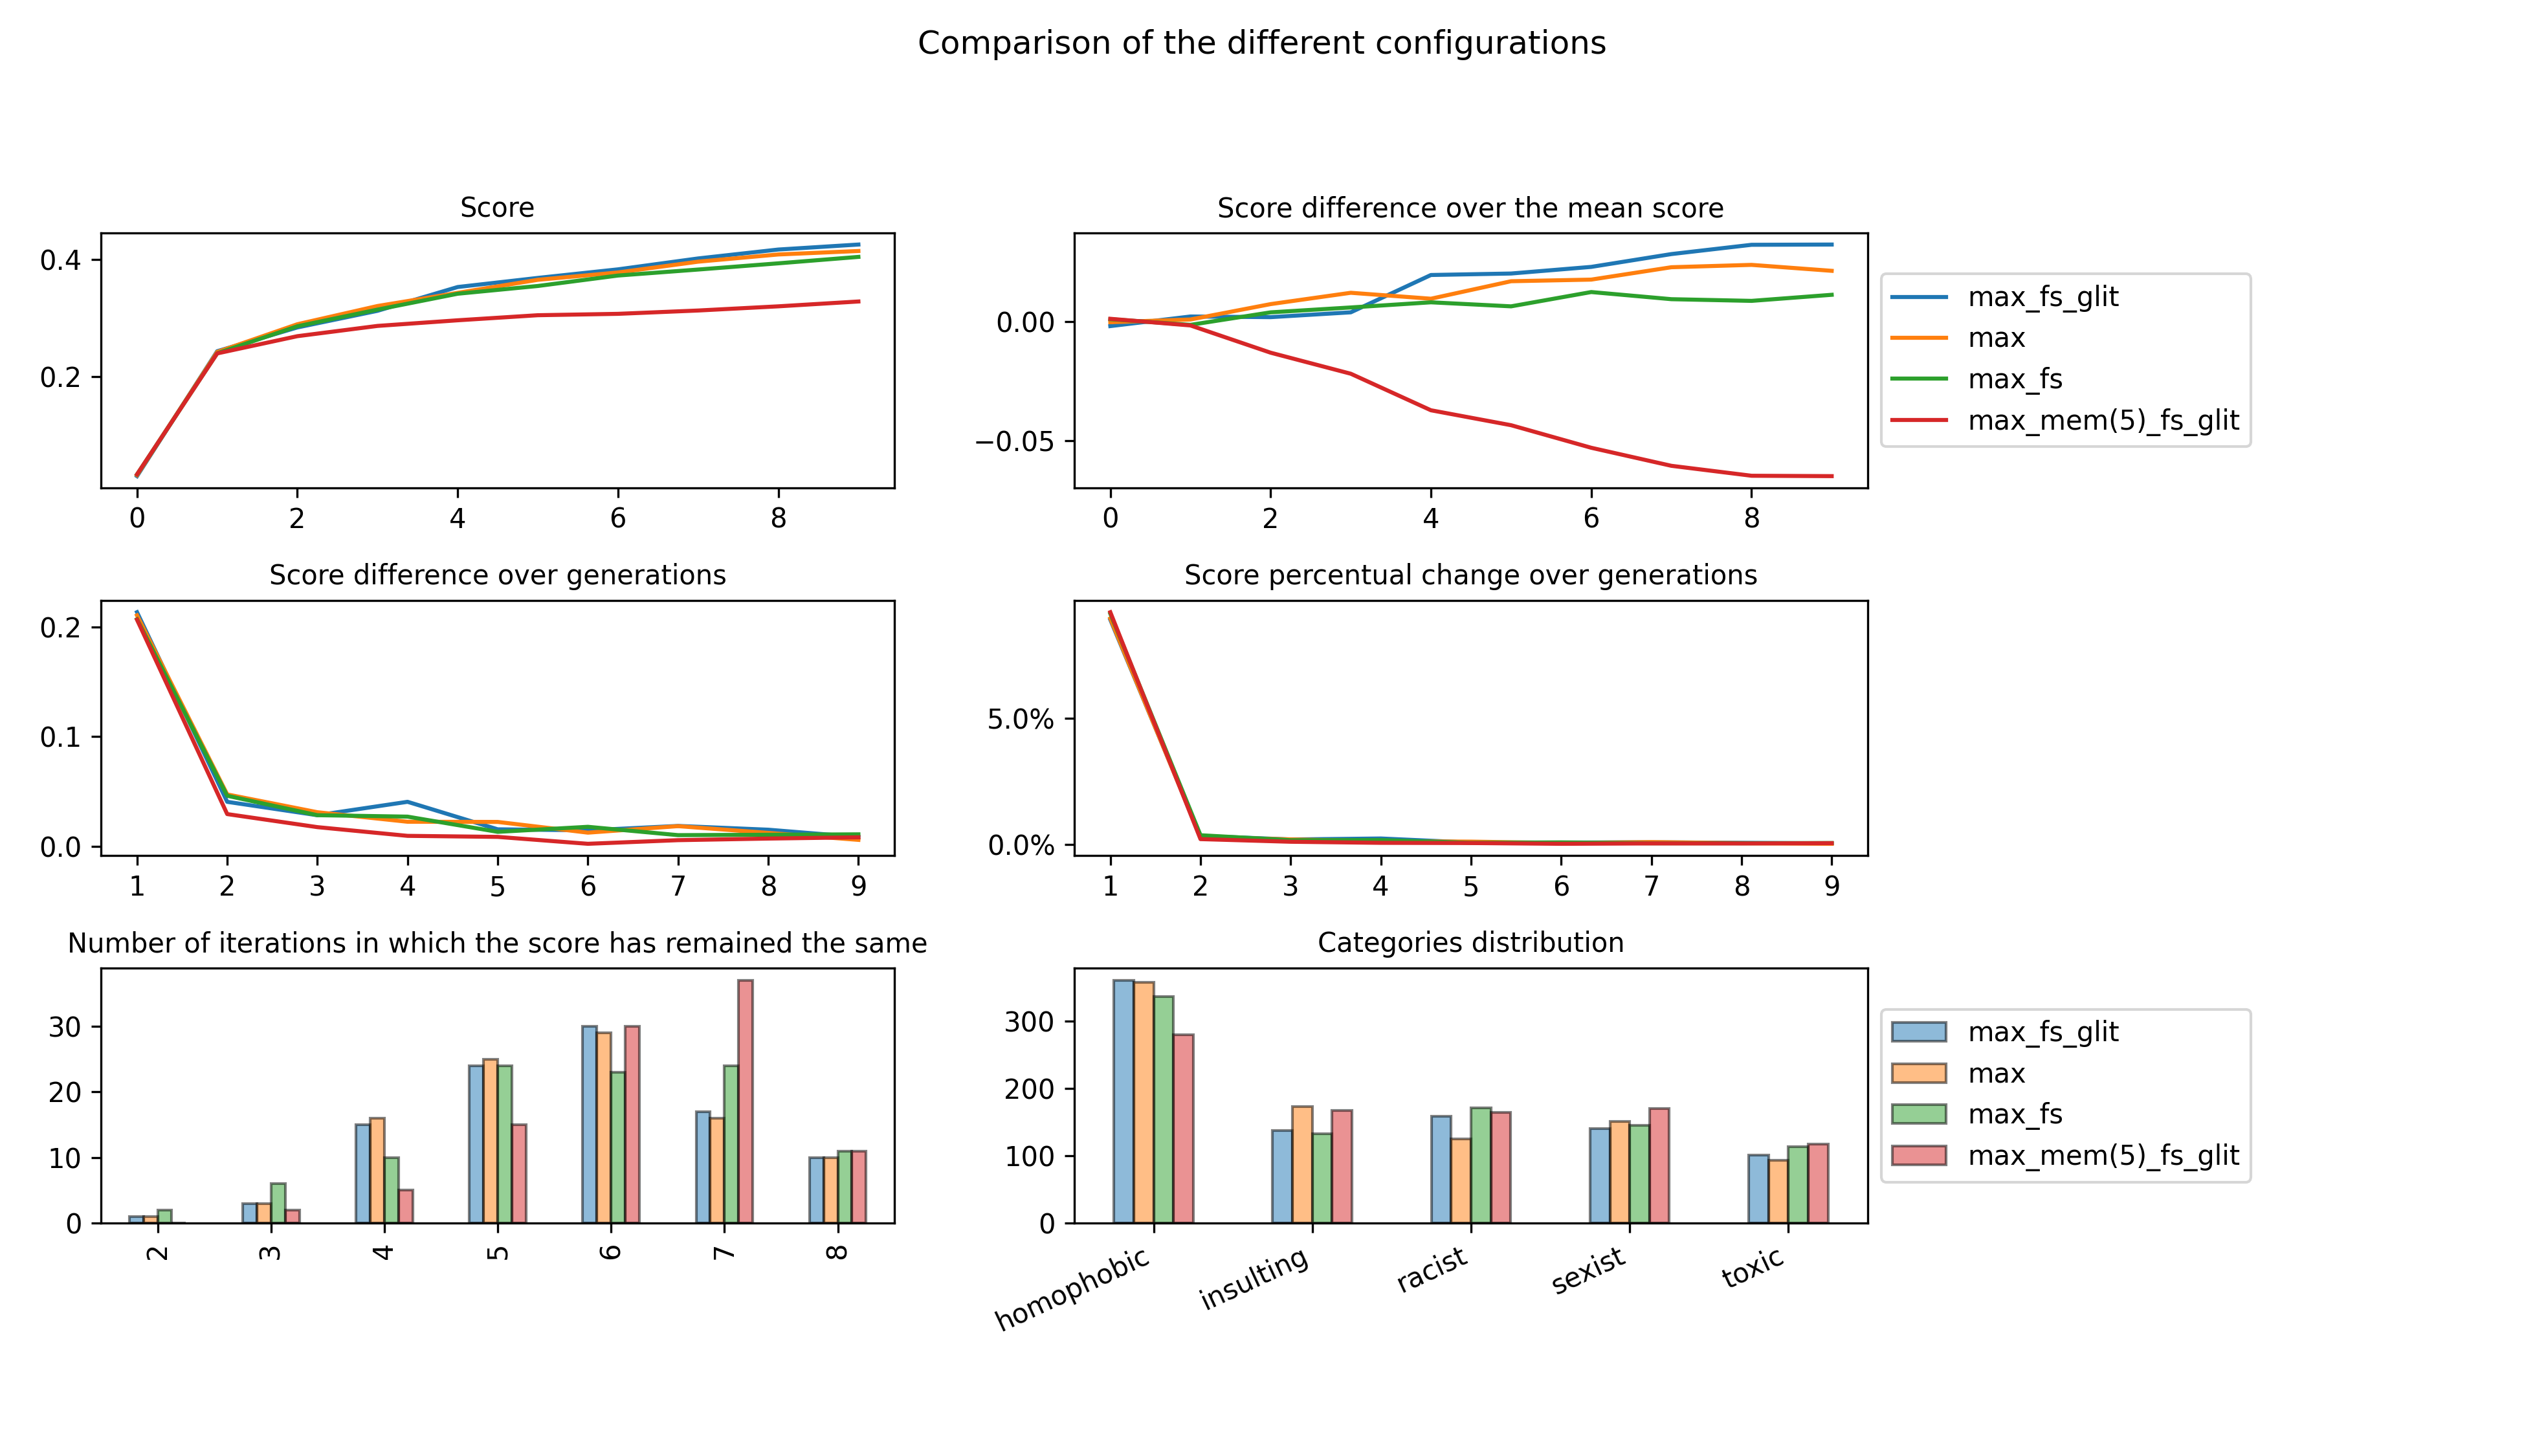 Comparison of the different configurations
Score
0.4
0.2
0
2
4
6
8
Score difference over the mean score
0.00
−0.05
0
2
4
6
8
max_fs_glit
max
max_fs
max_mem(5)_fs_glit
Score difference over generations
0.2
0.1
0.0
1
2
3
4
5
6
7
8
9
Score percentual change over generations
5.0%
0.0%
1
2
3
4
5
6
7
8
9
Number of iterations in which the score has remained the same
30
20
10
0
2
3
4
5
6
7
8
Categories distribution
300
200
100
0
homophobic
insulting
racist
sexist
toxic
max_fs_glit
max
max_fs
max_mem(5)_fs_glit